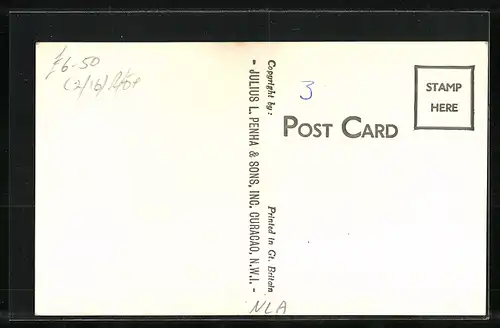 £6-50
(2/16)
Copyright by:
- JULIUS L. PENHA & SONS, INC. CURACAO, N.W.I. -
Printed in Gt. Britain
3
POST CARD
STAMP
HERE
NLA